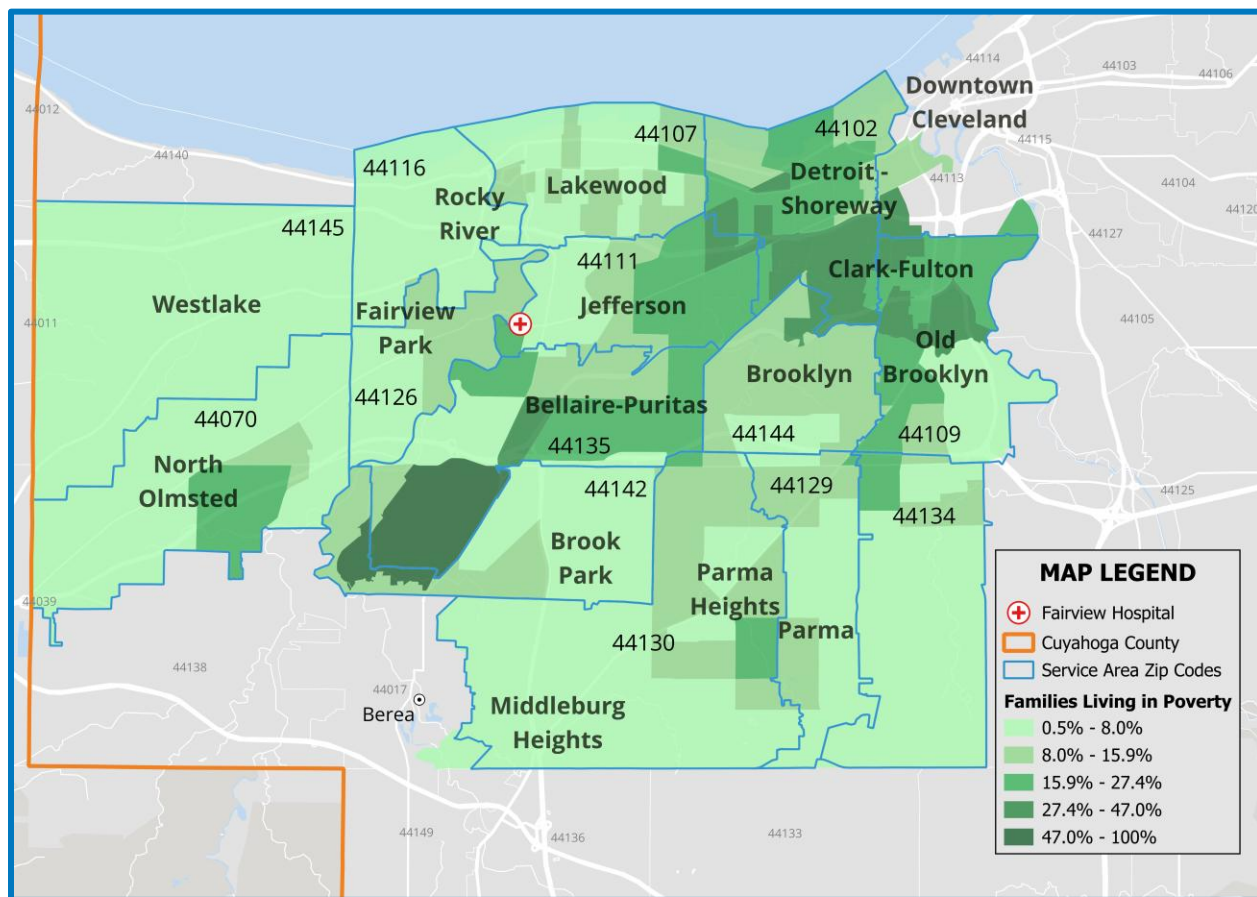 44114
44103
44106
44012
Downtown
Cleveland
44107
44102
44115
44140
44116
Detroit -
Shoreway
44113
44104
Lakewood
Rocky
River
44120
44145
44127
44111
Clark-Fulton
Westlake
Fairview
Park
Jefferson
44011
44105
Old
Brooklyn
Brooklyn
44126
Bellaire-Puritas
44070
44135
44144
44109
North
Olmsted
44142
44129
44125
44134
Brook
Park
Parma
Heights
44039
Parma
44130
44138
44017
Berea
Middleburg
Heights
44149
44136
44133
MAP LEGEND
Fairview Hospital
Cuyahoga County
Service Area Zip Codes
Families Living in Poverty
0.5% - 8.0%
8.0% - 15.9%
15.9% - 27.4%
27.4% - 47.0%
47.0% - 100%